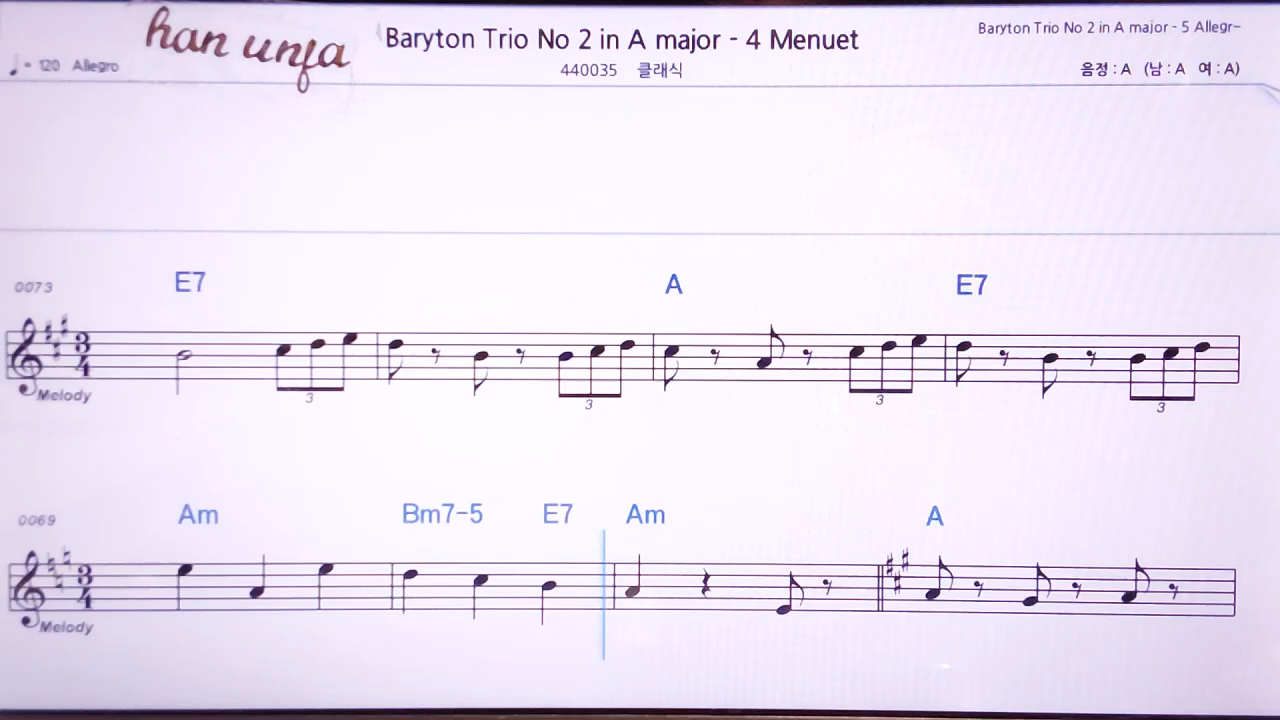 han unfa
Baryton Trio No 2 in A major - 4 Menuet
Baryton Trio No 2 in A major - 5 Allegr~
♩ = 120 Allegro
440035 클래식
음정 : A (남 : A 여 : A)
E7 A E7
0073
3 4
Melody
3 3 3 3
Am Bm7-5 E7 Am A
0069
3 4
Melody